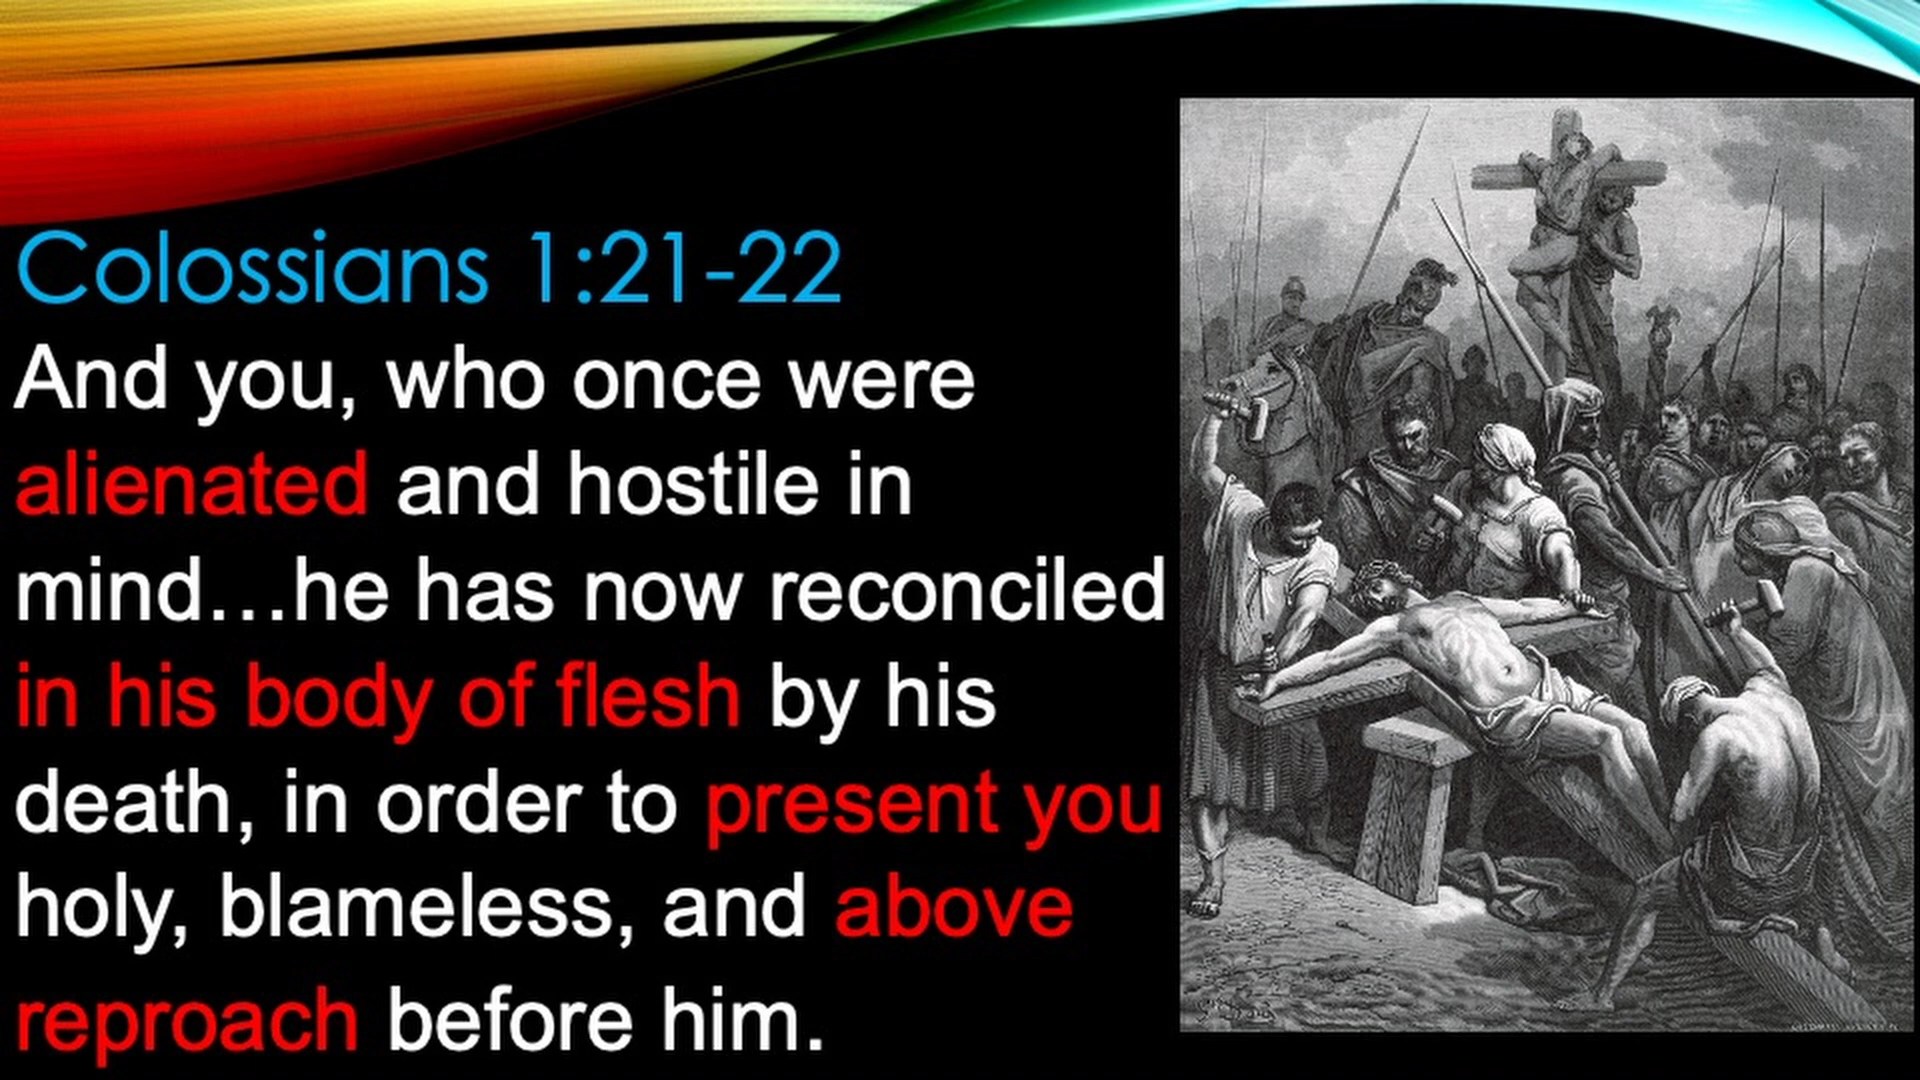 Colossians 1:21-22
And you, who once were
alienated and hostile in
mind…he has now reconciled
in his body of flesh by his
death, in order to present you
holy, blameless, and above
reproach before him.